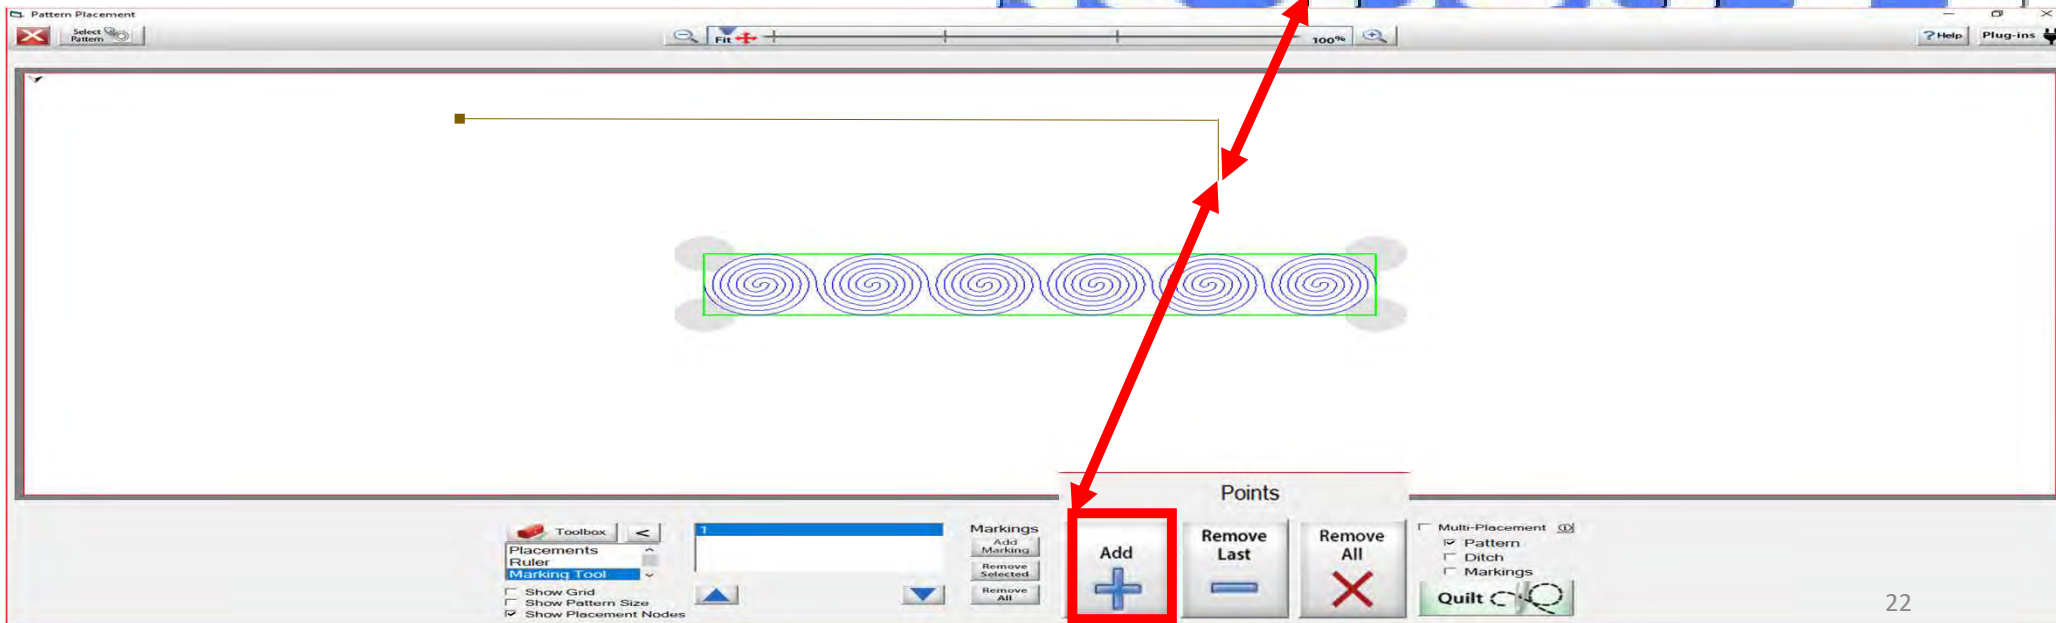 Pattern Placement
Select
Pattern
Fit
100%
? Help
Plug-ins
Points
Toolbox
<
Placements
Ruler
Marking Tool
Show Grid
Show Pattern Size
Show Placement Nodes
1
Markings
Add
Marking
Remove
Selected
Remove
All
Add
Remove
Last
Remove
All
Multi-Placement
Pattern
Ditch
Markings
Quilt
22